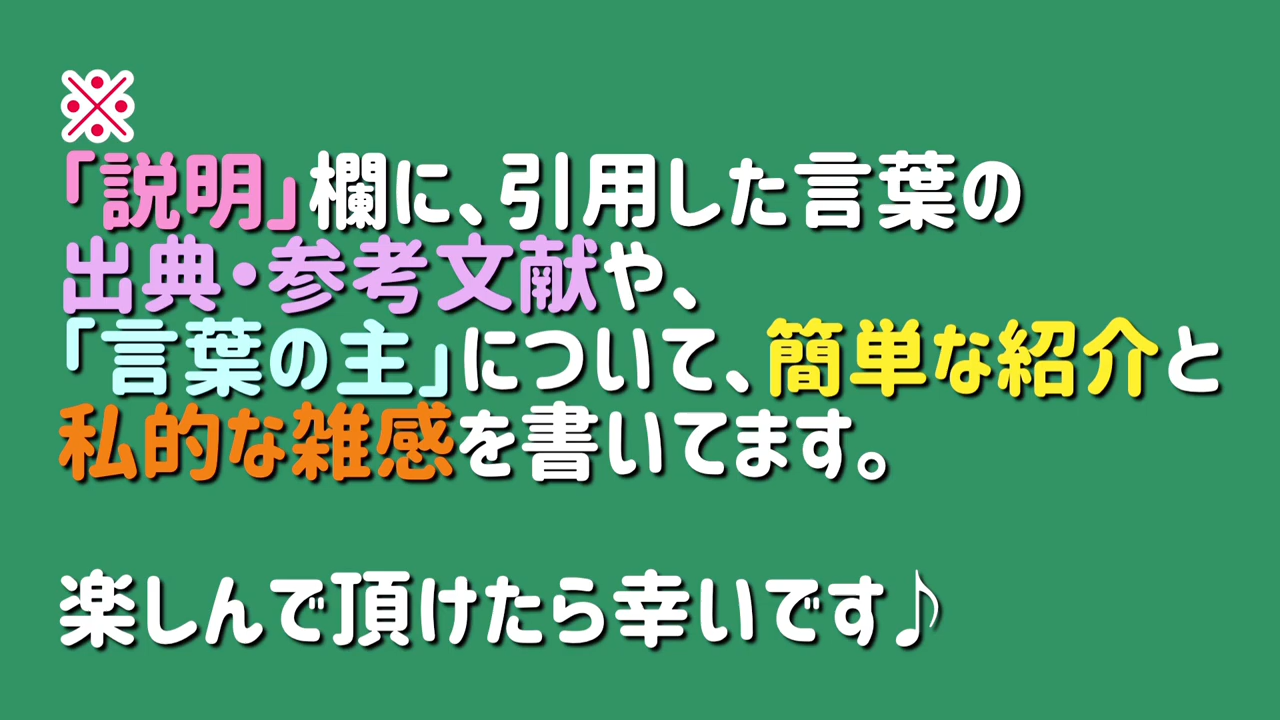 ※
「説明」欄に、引用した言葉の
出典・参考文献や、
「言葉の主」について、簡単な紹介と
私的な雑感を書いてます。
楽しんで頂けたら幸いです♪